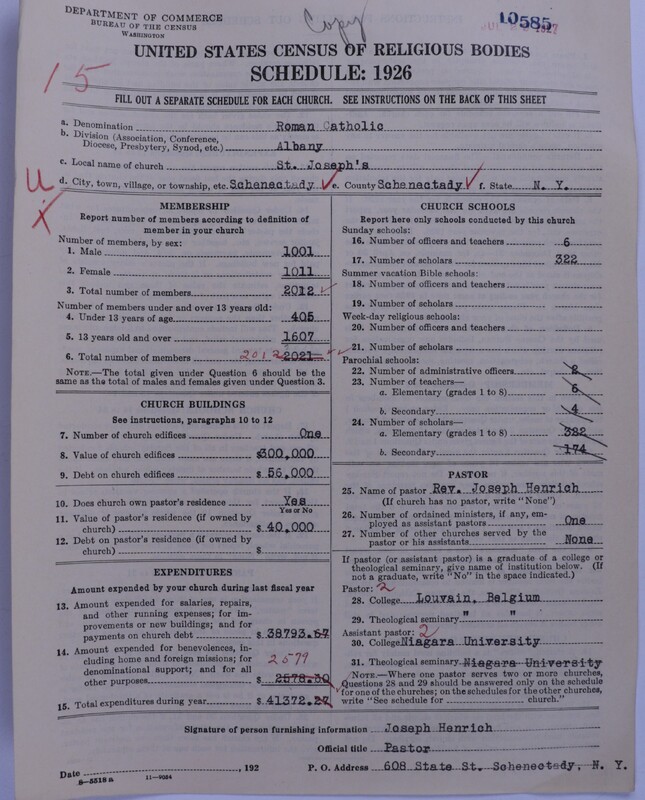 DEPARTMENT OF COMMERCE
BUREAU OF THE CENSUS
WASHINGTON
Copy
10585
1927
UNITED STATES CENSUS OF RELIGIOUS BODIES
SCHEDULE: 1926
15
FILL OUT A SEPARATE SCHEDULE FOR EACH CHURCH. SEE INSTRUCTIONS ON THE BACK OF THIS SHEET
a. Denomination Roman Catholic
b. Division (Association, Conference,
Diocese, Presbytery, Synod, etc.) Albany
c. Local name of church St. Joseph's
U
d. City, town, village, or township, etc. Schenectady e. County Schenectady f. State N. Y.
MEMBERSHIP
Report number of members according to definition of
member in your church
Number of members, by sex:
1. Male 1001
2. Female 1011
3. Total number of members 2012
Number of members under and over 13 years old:
4. Under 13 years of age 405
5. 13 years old and over 1607
6. Total number of members 2012 2021
NOTE.—The total given under Question 6 should be the
same as the total of males and females given under Question 3.
CHURCH BUILDINGS
See instructions, paragraphs 10 to 12
7. Number of church edifices One
8. Value of church edifices $300,000
9. Debt on church edifices $56,000
10. Does church own pastor's residence Yes
Yes or No
11. Value of pastor's residence (if owned by
church) $40,000
12. Debt on pastor's residence (if owned by
church) $
EXPENDITURES
Amount expended by your church during last fiscal year
13. Amount expended for salaries, repairs,
and other running expenses; for im-
provements or new buildings; and for
payments on church debt $38793.
14. Amount expended for benevolences, in-
cluding home and foreign missions; for 2579
denominational support; and for all
other purposes $2578.30
15. Total expenditures during year $41372.
CHURCH SCHOOLS
Report here only schools conducted by this church
Sunday schools:
16. Number of officers and teachers 6
17. Number of scholars 322
Summer vacation Bible schools:
18. Number of officers and teachers
19. Number of scholars
Week-day religious schools:
20. Number of officers and teachers
21. Number of scholars
Parochial schools:
22. Number of administrative officers 2
23. Number of teachers—
a. Elementary (grades 1 to 8) 6
b. Secondary 4
24. Number of scholars—
a. Elementary (grades 1 to 8) 322
b. Secondary 174
PASTOR
25. Name of pastor Rev. Joseph Henrich
(If church has no pastor, write "None")
26. Number of ordained ministers, if any, em-
ployed as assistant pastors One
27. Number of other churches served by the
pastor or his assistants None
If pastor (or assistant pastor) is a graduate of a college or
theological seminary, give name of institution below. (If
not a graduate, write "No" in the space indicated.)
Pastor: 2
28. College Louvain, Belgium
29. Theological seminary " "
Assistant pastor: 2
30. College Niagara University
31. Theological seminary Niagara University
NOTE.—Where one pastor serves two or more churches,
Questions 28 and 29 should be answered only on the schedule
for one of the churches; on the schedules for the other churches,
write "See schedule for church."
Signature of person furnishing information Joseph Henrich
Official title Pastor
Date , 192 P. O. Address 608 State St. Schenectady, N. Y.
8—5518 a 11—9024